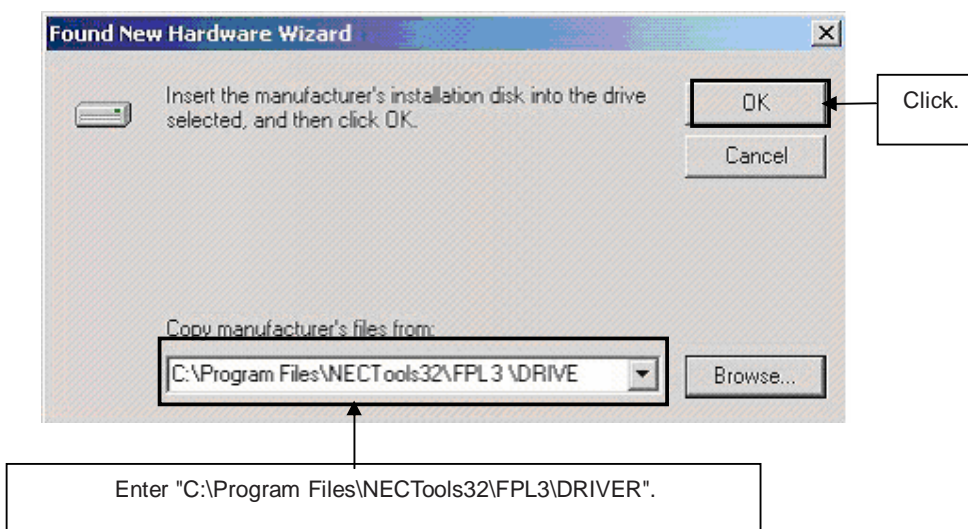 Found New Hardware Wizard
Insert the manufacturer's installation disk into the drive
selected, and then click OK.
OK
Click.
Cancel
Copy manufacturer's files from:
C:\Program Files\NECTools32\FPL3 \DRIVE
Browse...
Enter "C:\Program Files\NECTools32\FPL3\DRIVER".